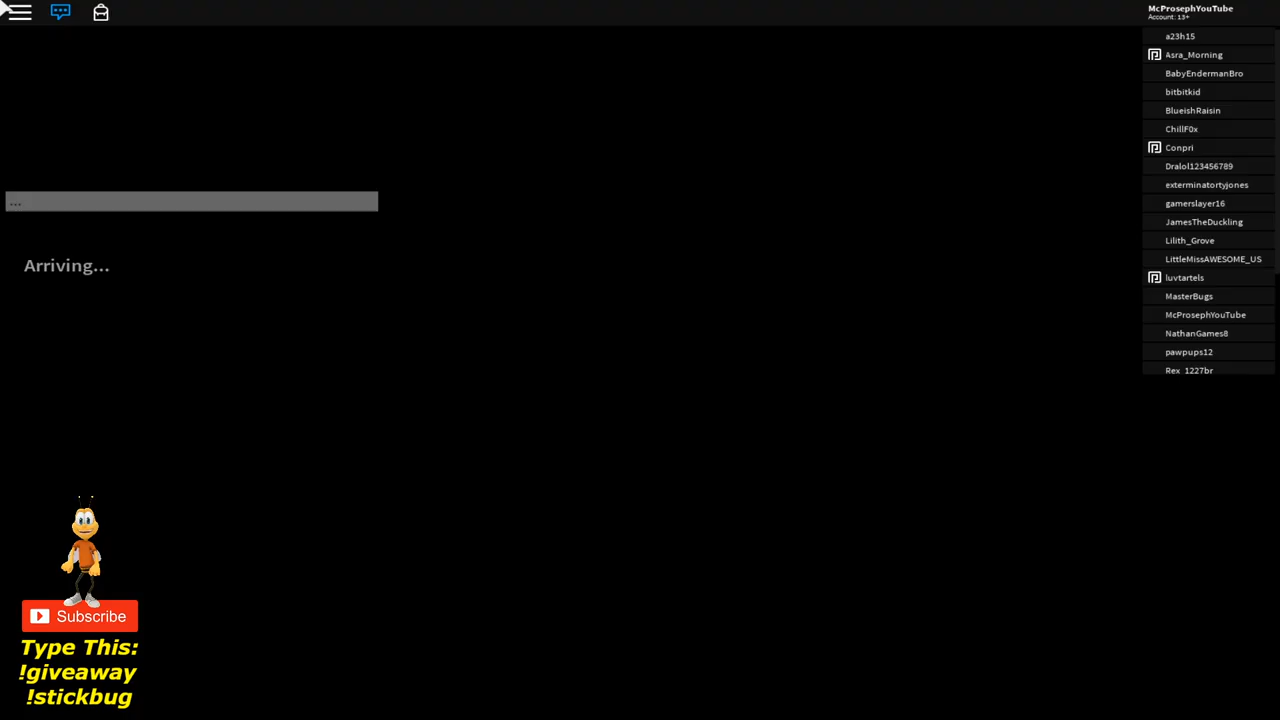 McProsephYouTube
Account: 13+
a23h15
Asra_Morning
BabyEndermanBro
bitbitkid
BlueishRaisin
ChillF0x
Conpri
Dralol123456789
exterminatortyjones
gamerslayer16
JamesTheDuckling
Lilith_Grove
LittleMissAWESOME_US
luvtartels
MasterBugs
McProsephYouTube
NathanGames8
pawpups12
Rex_1227br
...
Arriving...
Subscribe
Type This:
!giveaway
!stickbug